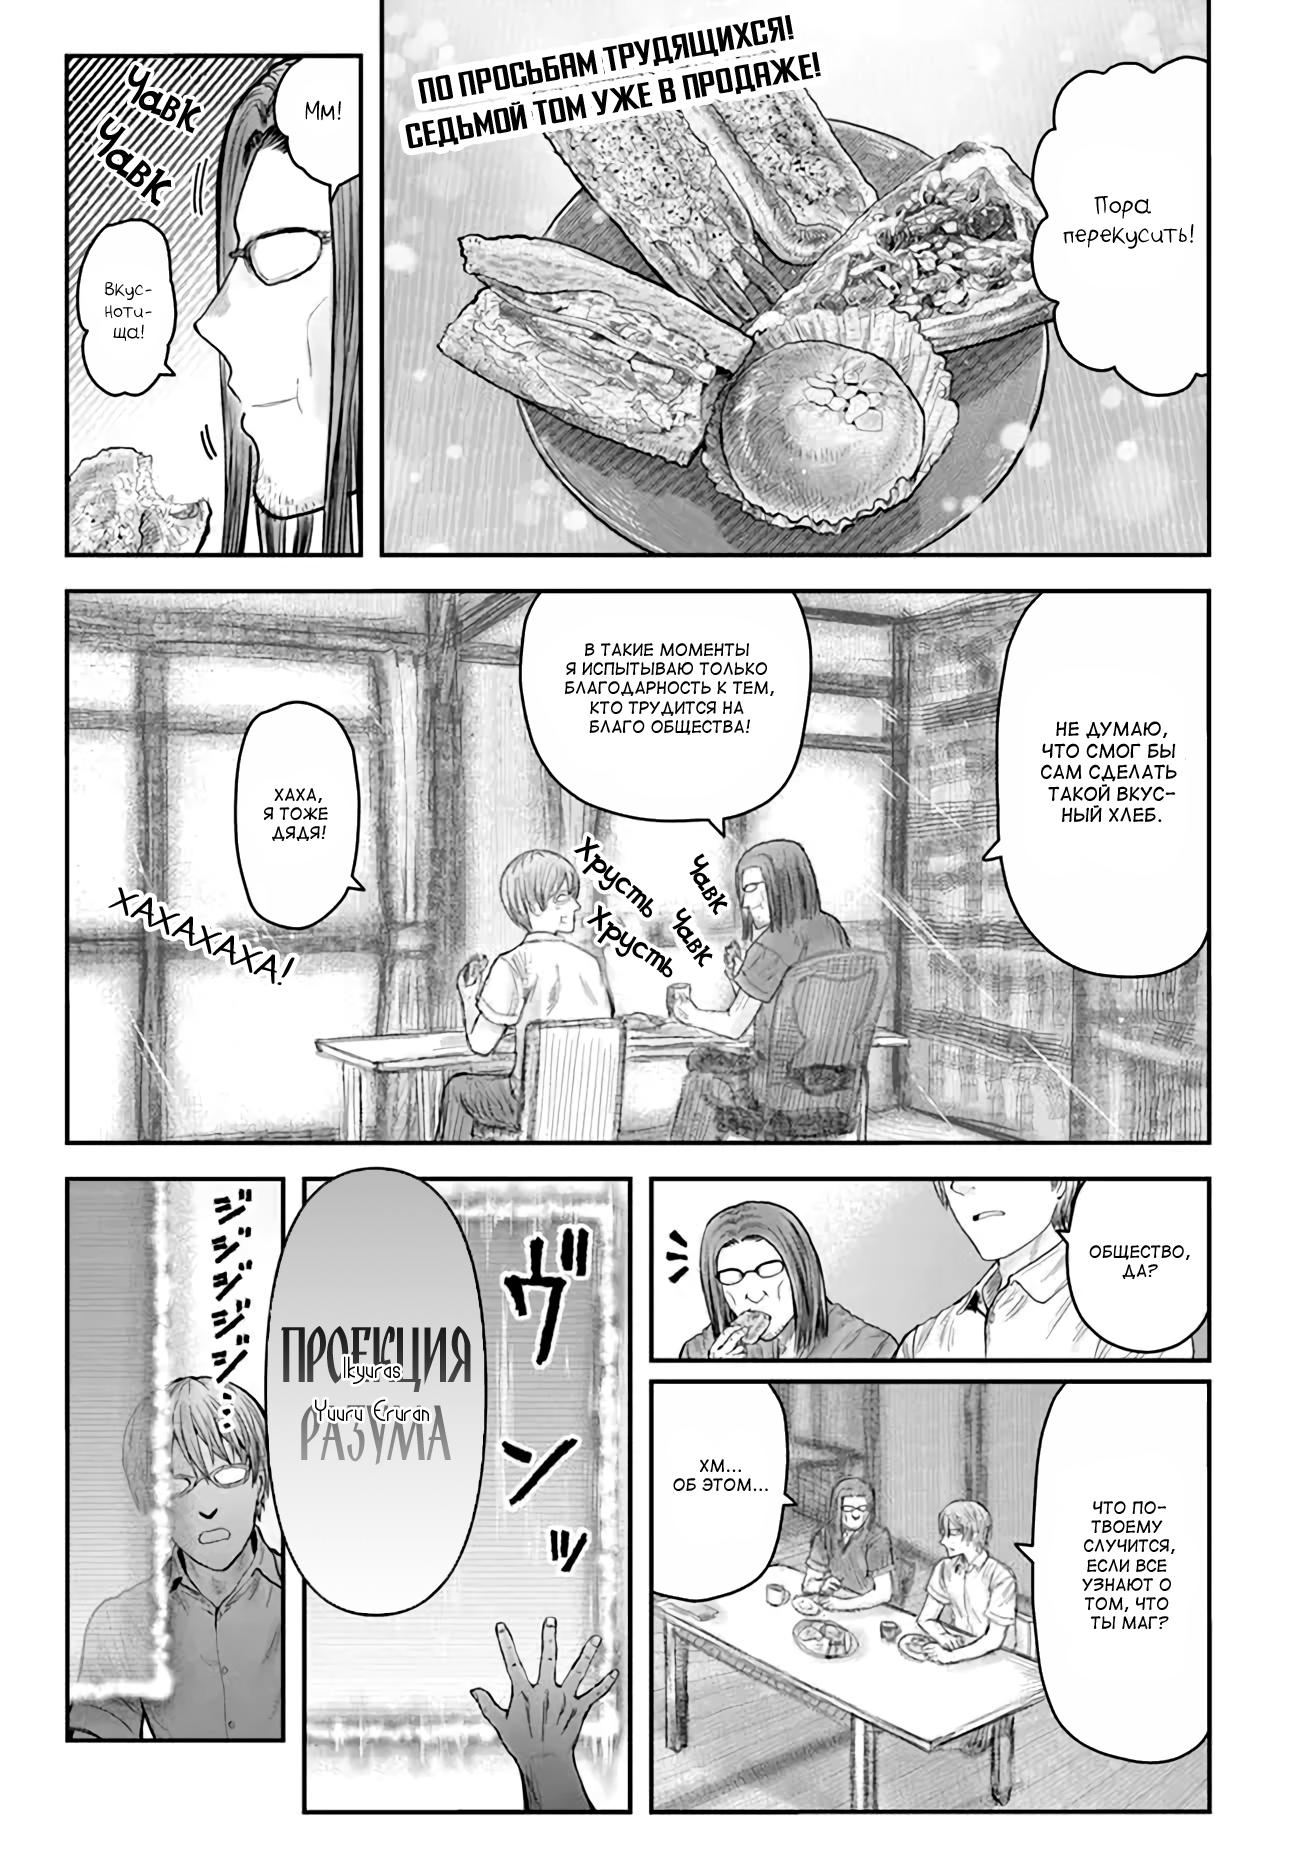 ПО ПРОСЬБАМ ТРУДЯЩИХСЯ!
СЕДЬМОЙ ТОМ УЖЕ В ПРОДАЖЕ!
Пора
перекусить!
Мм!
Чавк
Чавк
Вкус-
ноти-
ща!
НЕ ДУМАЮ,
ЧТО СМОГ БЫ
САМ СДЕЛАТЬ
ТАКОЙ ВКУС-
НЫЙ ХЛЕБ.
В ТАКИЕ МОМЕНТЫ
Я ИСПЫТЫВАЮ ТОЛЬКО
БЛАГОДАРНОСТЬ К ТЕМ,
КТО ТРУДИТСЯ НА
БЛАГО ОБЩЕСТВА!
Чавк
Чавк
Хрусть
Хрусть
ХАХА,
Я ТОЖЕ
ДЯДЯ!
ХАХАХАХА!
ОБЩЕСТВО,
ДА?
ЧТО ПО-
ТВОЕМУ
СЛУЧИТСЯ,
ЕСЛИ ВСЕ
УЗНАЮТ О
ТОМ, ЧТО
ТЫ МАГ?
ХМ...
ОБ ЭТОМ...
ヴンッ
ПРОЕКЦИЯ
Ikyuras
Yuuru Eruran
РАЗУМА
ジジジジ…